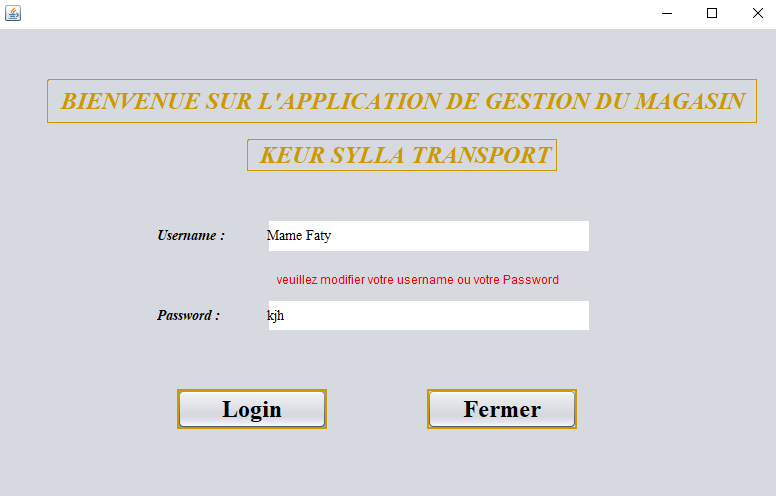 BIENVENUE SUR L'APPLICATION DE GESTION DU MAGASIN
KEUR SYLLA TRANSPORT
Username : Mame Faty
veuillez modifier votre username ou votre Password
Password : kjh
Login Fermer